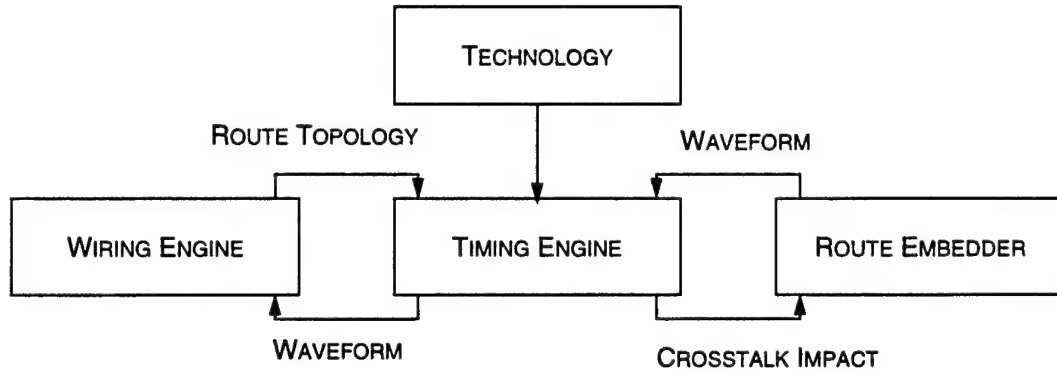 TECHNOLOGY
ROUTE TOPOLOGY
WAVEFORM
WIRING ENGINE
TIMING ENGINE
ROUTE EMBEDDER
WAVEFORM
CROSSTALK IMPACT